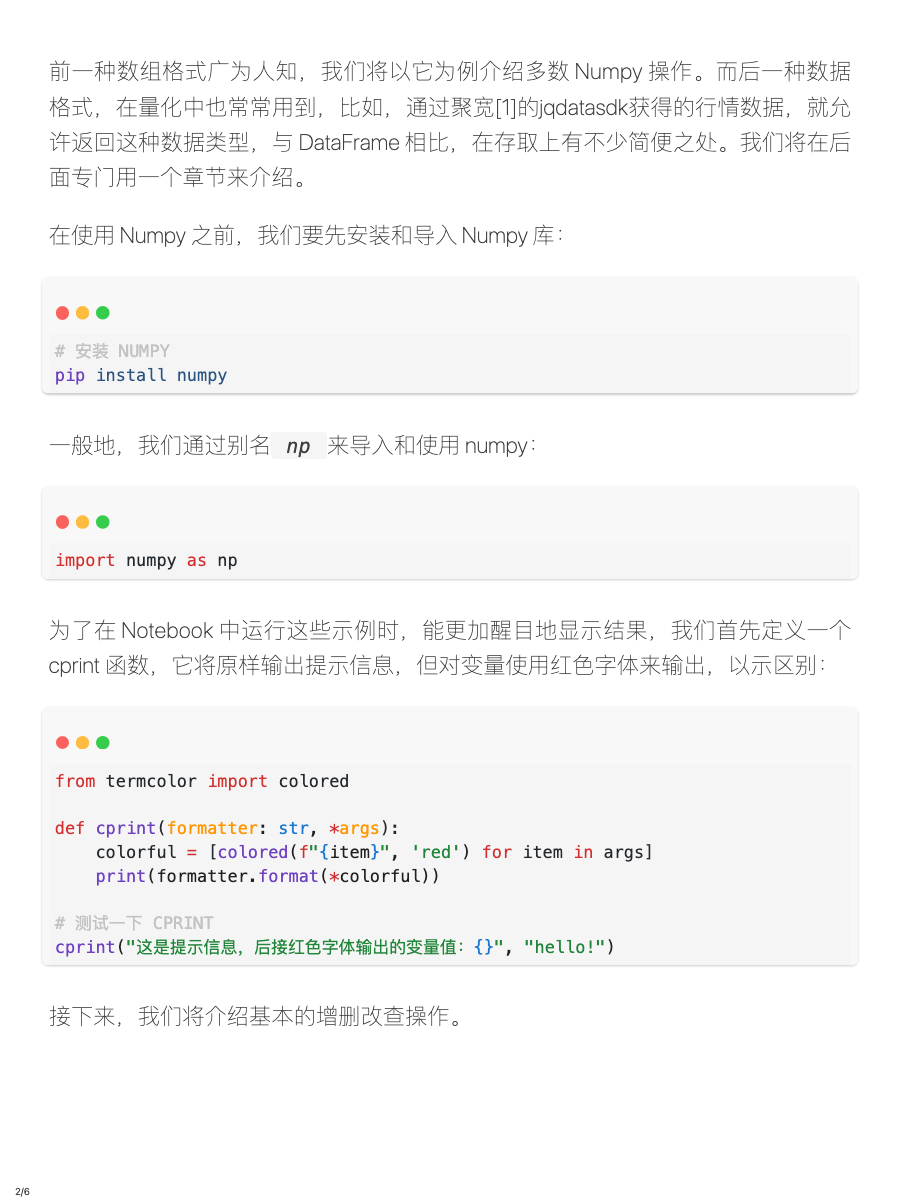 前一种数组格式广为人知，我们将以它为例介绍多数 Numpy 操作。而后一种数据
格式，在量化中也常常用到，比如，通过聚宽[1]的jqdatasdk获得的行情数据，就允
许返回这种数据类型，与 DataFrame 相比，在存取上有不少简便之处。我们将在后
面专门用一个章节来介绍。
在使用 Numpy 之前，我们要先安装和导入 Numpy 库：
# 安装 NUMPY
pip install numpy
一般地，我们通过别名 np 来导入和使用 numpy：
import numpy as np
为了在 Notebook 中运行这些示例时，能更加醒目地显示结果，我们首先定义一个
cprint 函数，它将原样输出提示信息，但对变量使用红色字体来输出，以示区别：
from termcolor import colored
def cprint(formatter: str, *args):
    colorful = [colored(f"{item}", 'red') for item in args]
    print(formatter.format(*colorful))
# 测试一下 CPRINT
cprint("这是提示信息，后接红色字体输出的变量值：{}", "hello!")
接下来，我们将介绍基本的增删改查操作。
2/6